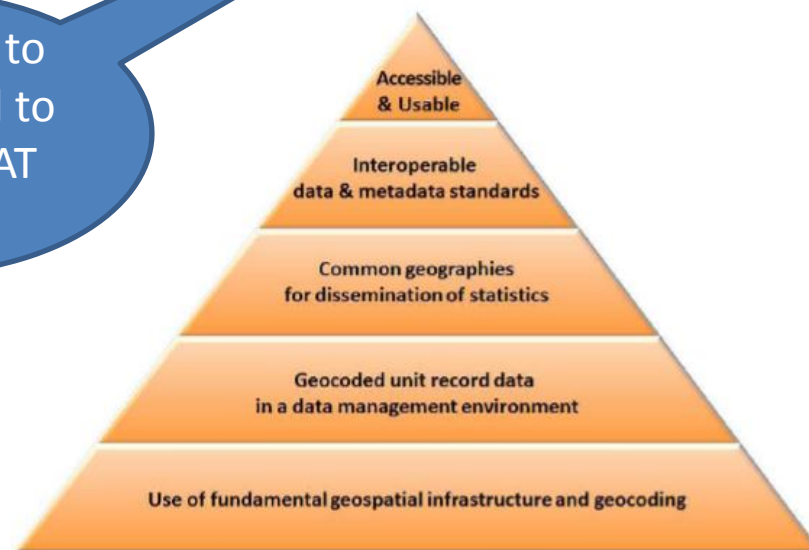 to
to
AT
Accessible
& Usable
Interoperable
data & metadata standards
Common geographies
for dissemination of statistics
Geocoded unit record data
in a data management environment
Use of fundamental geospatial infrastructure and geocoding